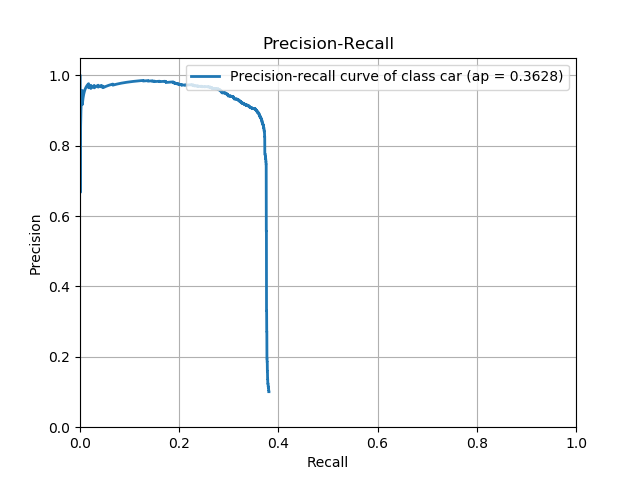 Precision-Recall
Precision-recall curve of class car (ap = 0.3628)
1.0
0.8
0.6
0.4
0.2
0.0
Precision
0.0 0.2 0.4 0.6 0.8 1.0
Recall